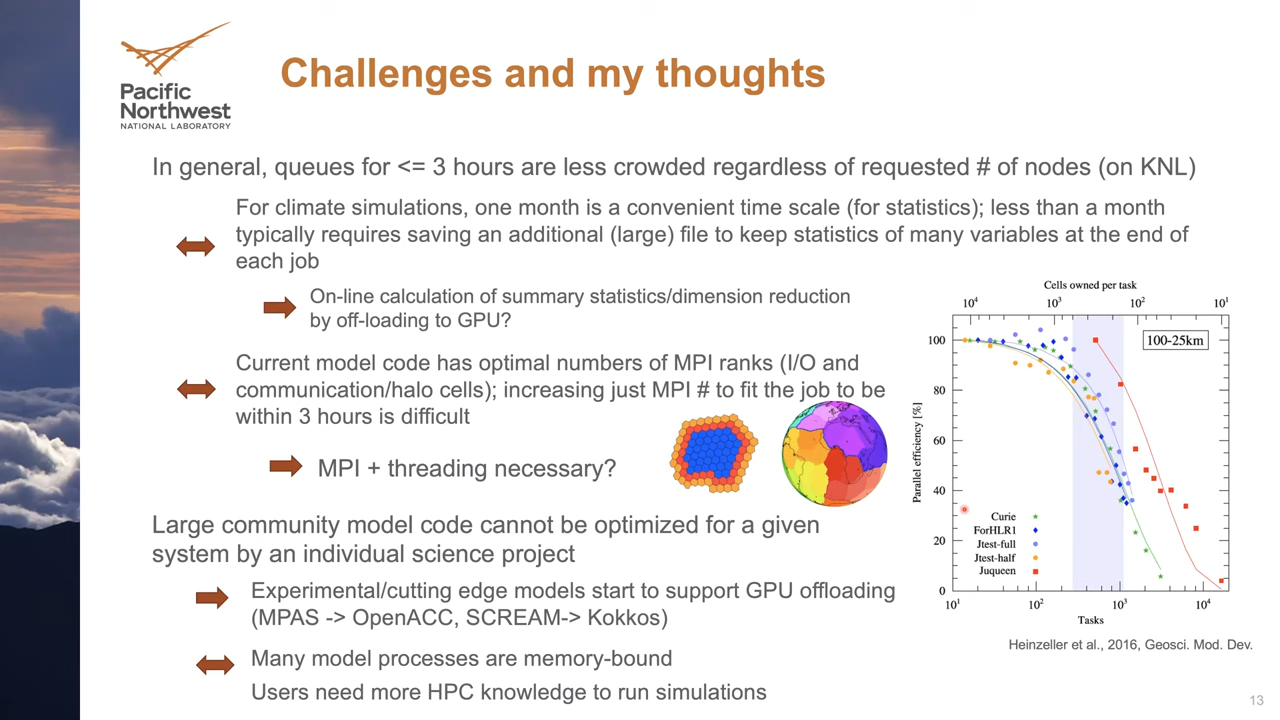 Pacific
Northwest
NATIONAL LABORATORY
Challenges and my thoughts
In general, queues for <= 3 hours are less crowded regardless of requested # of nodes (on KNL)
For climate simulations, one month is a convenient time scale (for statistics); less than a month
typically requires saving an additional (large) file to keep statistics of many variables at the end of
each job
On-line calculation of summary statistics/dimension reduction
by off-loading to GPU?
Current model code has optimal numbers of MPI ranks (I/O and
communication/halo cells); increasing just MPI # to fit the job to be
within 3 hours is difficult
MPI + threading necessary?
Large community model code cannot be optimized for a given
system by an individual science project
Experimental/cutting edge models start to support GPU offloading
(MPAS -> OpenACC, SCREAM-> Kokkos)
Many model processes are memory-bound
Users need more HPC knowledge to run simulations
Cells owned per task
10⁴ 10³ 10² 10¹
100-25km
Parallel efficiency [%]
100
80
60
40
20
0
Curie
ForHLR1
Jtest-full
Jtest-half
Juqueen
10¹ 10² 10³ 10⁴
Tasks
Heinzeller et al., 2016, Geosci. Mod. Dev.
13